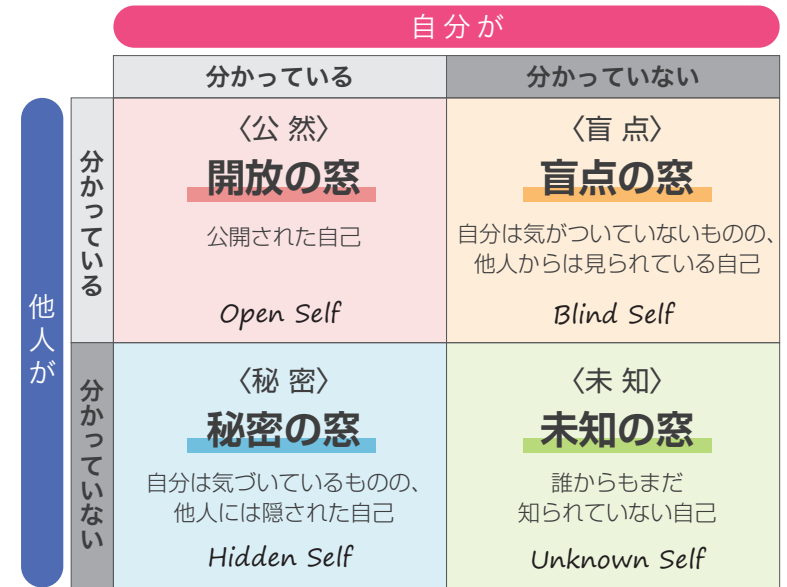 自分が
分かっている
分かっていない
他人が
分かっている
〈公 然〉
開放の窓
公開された自己
Open Self
〈盲 点〉
盲点の窓
自分は気がついていないものの、
他人からは見られている自己
Blind Self
分かっていない
〈秘 密〉
秘密の窓
自分は気づいているものの、
他人には隠された自己
Hidden Self
〈未 知〉
未知の窓
誰からもまだ
知られていない自己
Unknown Self